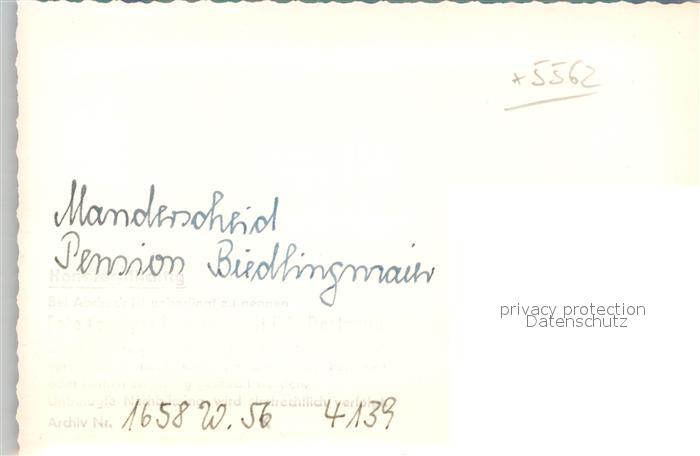 *5562
Manderscheid
Pension Biedlingmaier
privacy protection
Datenschutz
Bei Abdruck ist unbedingt zu nennen
Unbefugte Nachbildung wird strafrechtlich verfolgt
Archiv Nr. 1658 W. 56 4139